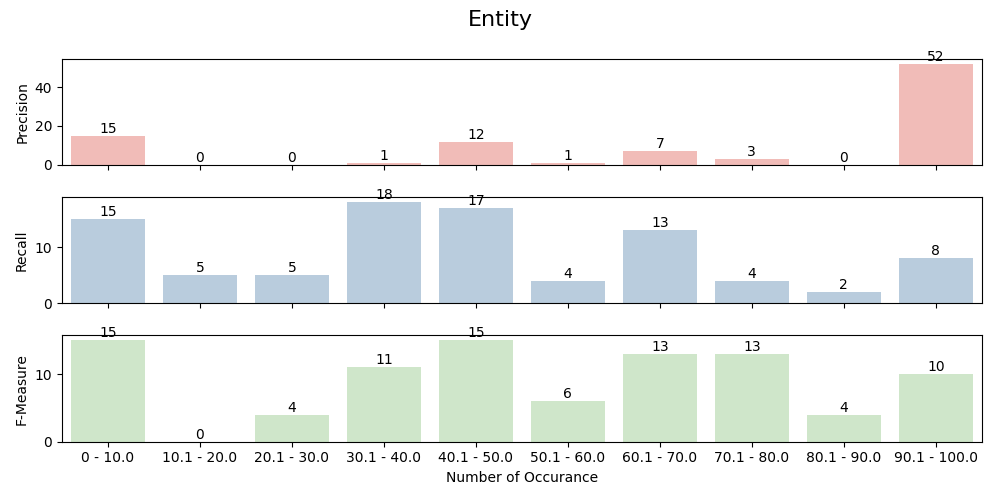 Entity
Precision
40
20
0
15 0 0 1 12 1 7 3 0 52
Recall
10
0
15 5 5 18 17 4 13 4 2 8
F-Measure
10
0
15 0 4 11 15 6 13 13 4 10
0 - 10.0 10.1 - 20.0 20.1 - 30.0 30.1 - 40.0 40.1 - 50.0 50.1 - 60.0 60.1 - 70.0 70.1 - 80.0 80.1 - 90.0 90.1 - 100.0
Number of Occurance